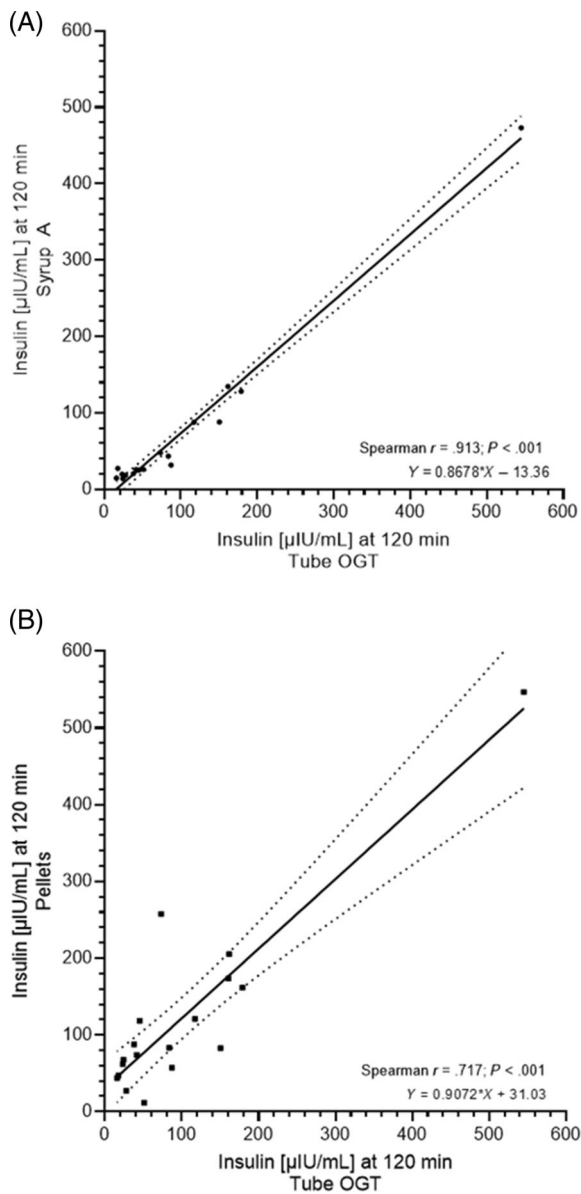 (A)
600
500
400
300
200
100
0
Insulin [µIU/mL] at 120 min
Syrup A
Spearman r = .913; P < .001
Y = 0.8678*X – 13.36
0 100 200 300 400 500 600
Insulin [µIU/mL] at 120 min
Tube OGT
(B)
600
500
400
300
200
100
0
Insulin [µIU/mL] at 120 min
Pellets
Spearman r = .717; P < .001
Y = 0.9072*X + 31.03
0 100 200 300 400 500 600
Insulin [µIU/mL] at 120 min
Tube OGT